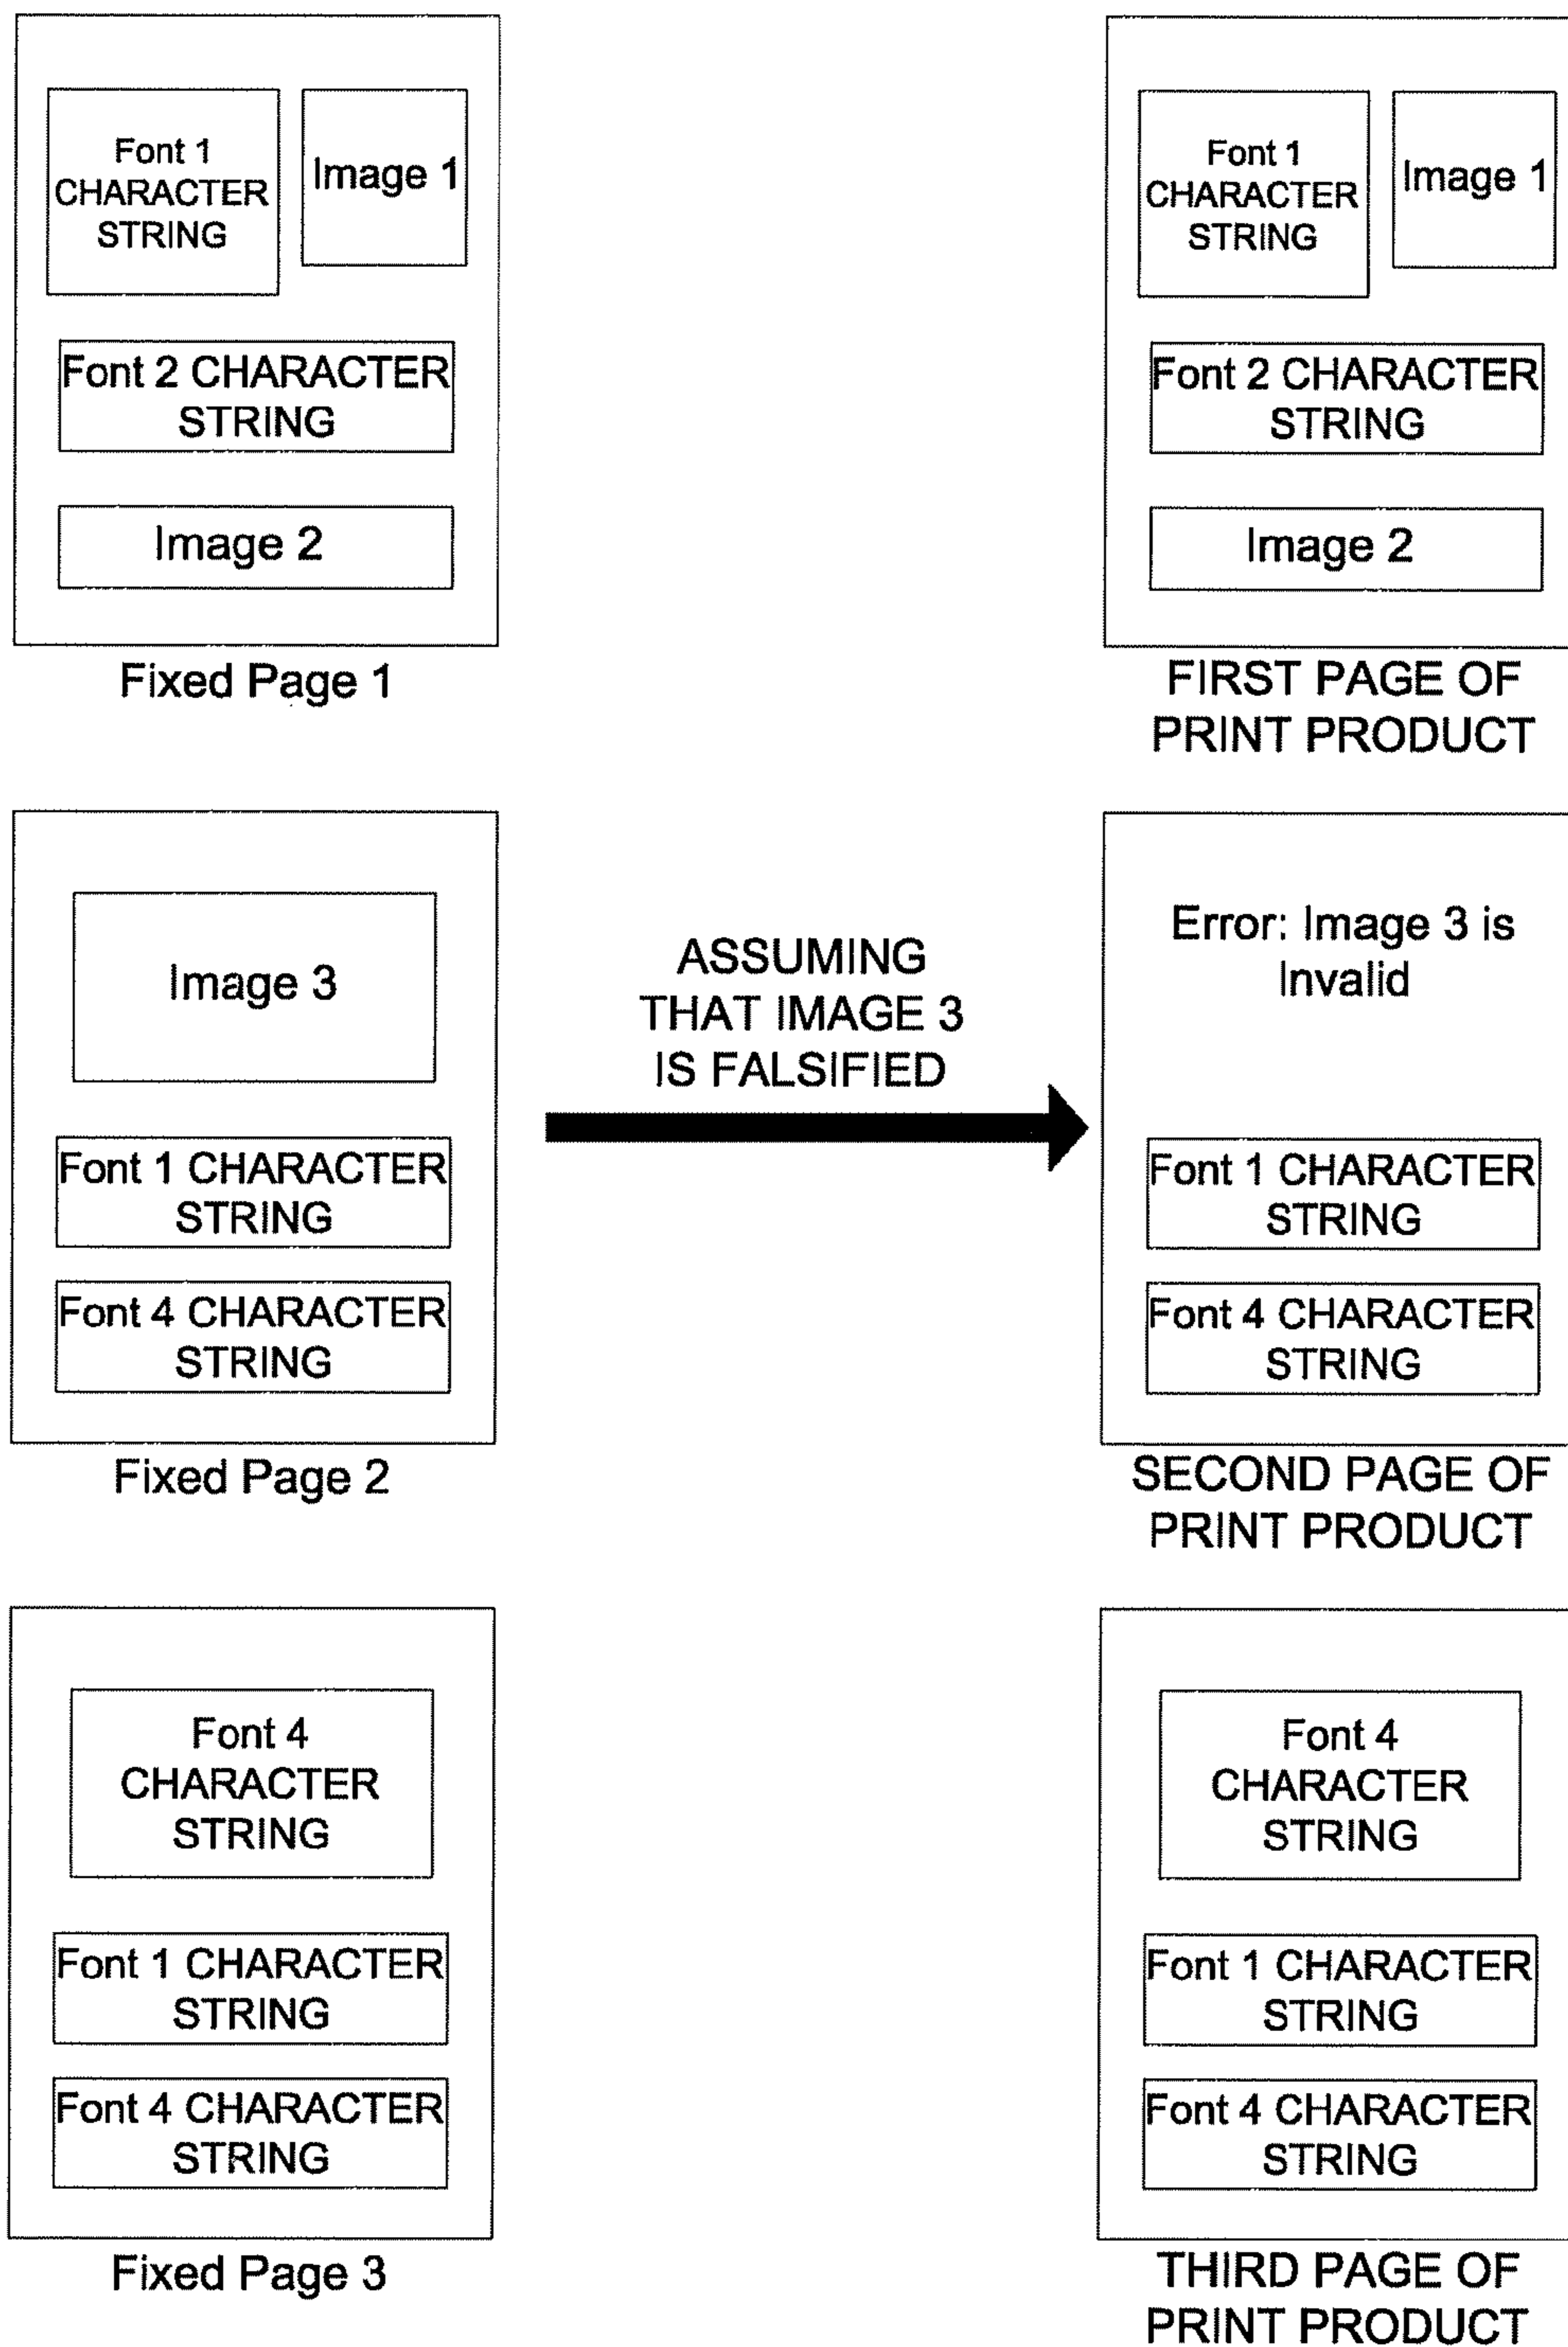 Font 1
CHARACTER
STRING
Image 1
Font 2 CHARACTER
STRING
Image 2
Fixed Page 1
Font 1
CHARACTER
STRING
Image 1
Font 2 CHARACTER
STRING
Image 2
FIRST PAGE OF
PRINT PRODUCT
Image 3
Font 1 CHARACTER
STRING
Font 4 CHARACTER
STRING
Fixed Page 2
ASSUMING
THAT IMAGE 3
IS FALSIFIED
Error: Image 3 is
Invalid
Font 1 CHARACTER
STRING
Font 4 CHARACTER
STRING
SECOND PAGE OF
PRINT PRODUCT
Font 4
CHARACTER
STRING
Font 1 CHARACTER
STRING
Font 4 CHARACTER
STRING
Fixed Page 3
Font 4
CHARACTER
STRING
Font 1 CHARACTER
STRING
Font 4 CHARACTER
STRING
THIRD PAGE OF
PRINT PRODUCT